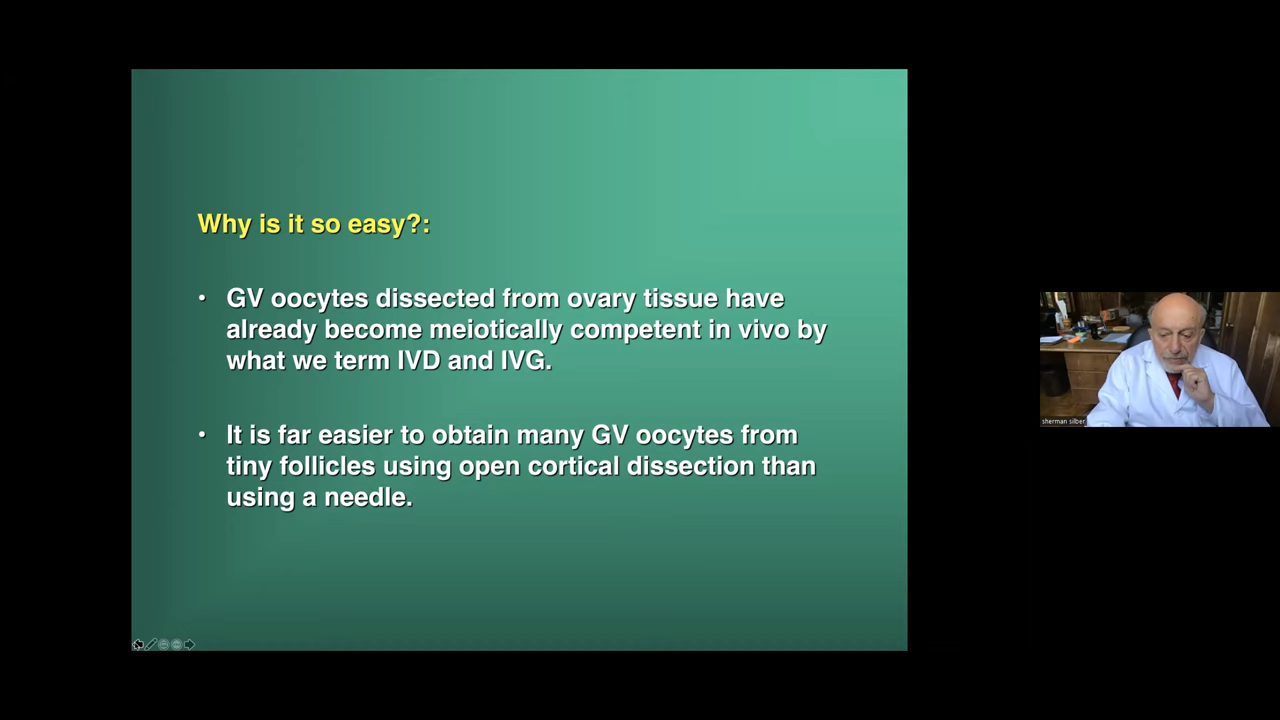 Why is it so easy?:
• GV oocytes dissected from ovary tissue have
already become meiotically competent in vivo by
what we term IVD and IVG.
• It is far easier to obtain many GV oocytes from
tiny follicles using open cortical dissection than
using a needle.
sherman silber